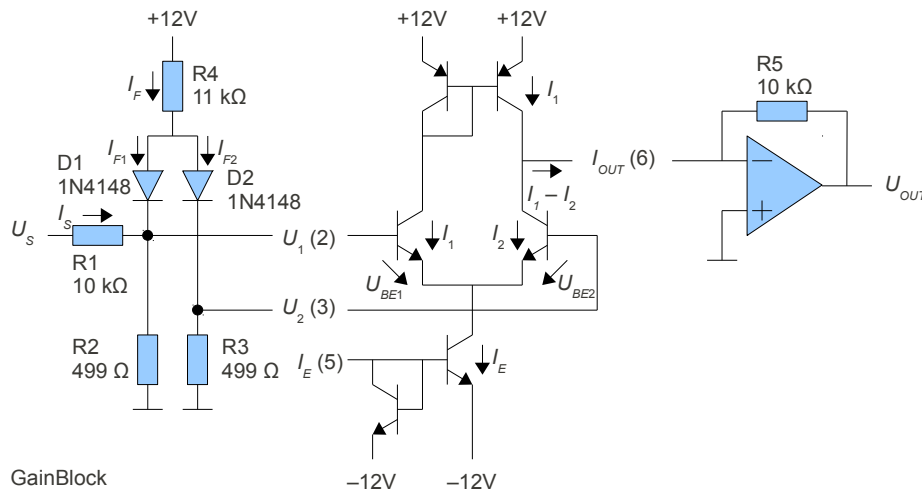 +12V
+12V
+12V
R4
11 kΩ
I_F
I_F1
I_F2
D1
1N4148
D2
1N4148
U_S
I_S
R1
10 kΩ
U_1 (2)
U_2 (3)
R2
499 Ω
R3
499 Ω
I_E (5)
I_1
I_OUT (6)
I_1 – I_2
I_1
I_2
U_BE1
U_BE2
I_E
–12V
–12V
R5
10 kΩ
U_OUT
GainBlock